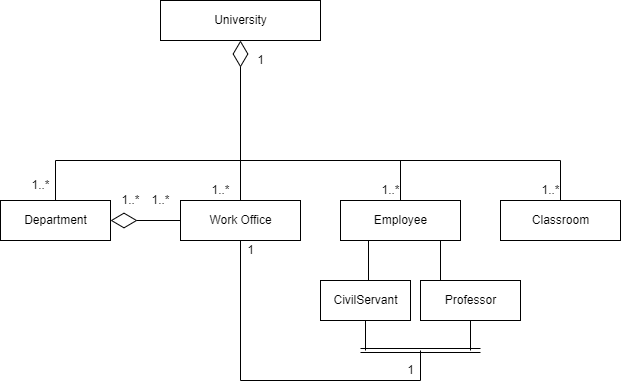 University
1
1..*
1..*
1..*
1..*
1..*
1..*
Department
Work Office
Employee
Classroom
1
CivilServant
Professor
1